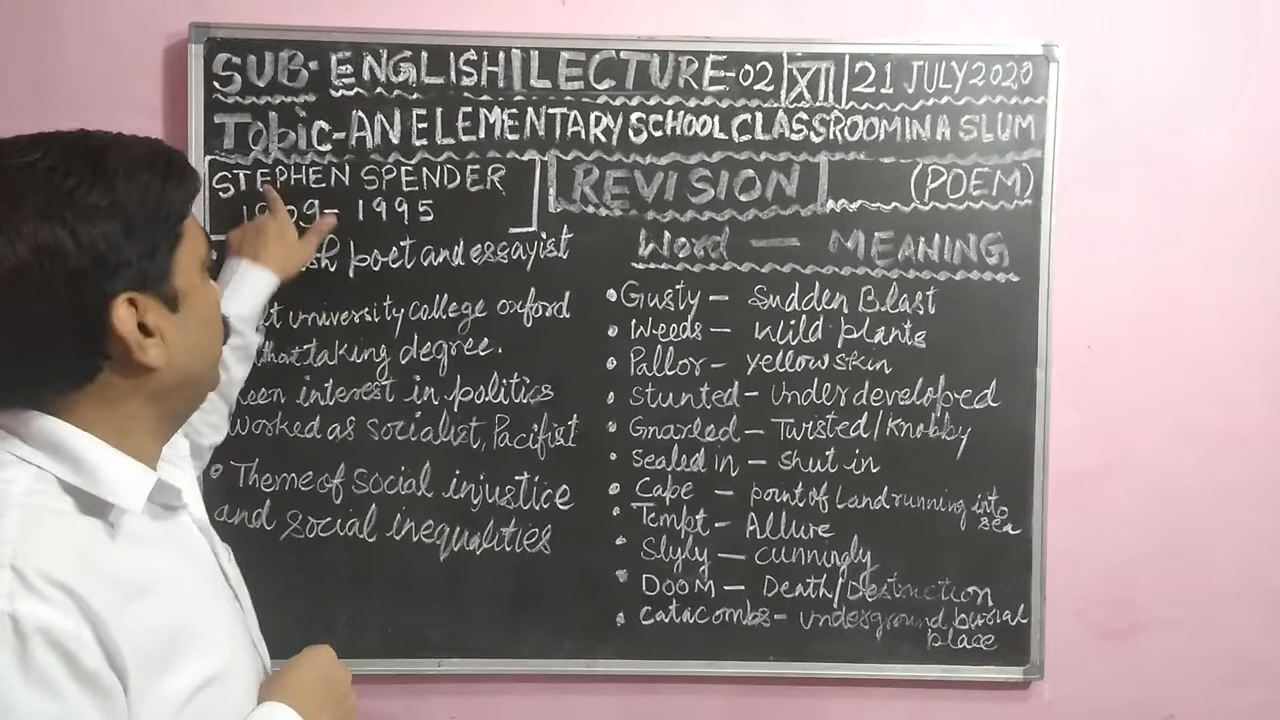 SUB- ENGLISH LECTURE-02 XII 21 JULY 2020
Topic-AN ELEMENTARY SCHOOL CLASSROOM IN A SLUM
STEPHEN SPENDER
1909-1995
REVISION (POEM)
poet and essayist
university college oxford
taking degree.
interest in politics
worked as socialist, Pacifist
• Theme of social injustice
and social inequalities
Word — MEANING
• Gusty — Sudden Blast
• Weeds — wild plants
• Pallor — yellow skin
• Stunted — Under developed
• Gnarled — Twisted/Knobby
• Sealed in — shut in
• Cape — point of Land running into
sea
• Tempt — Allure
• Slyly — cunningly
• DOOM — Death/Destruction
• Catacombs — underground burial
place